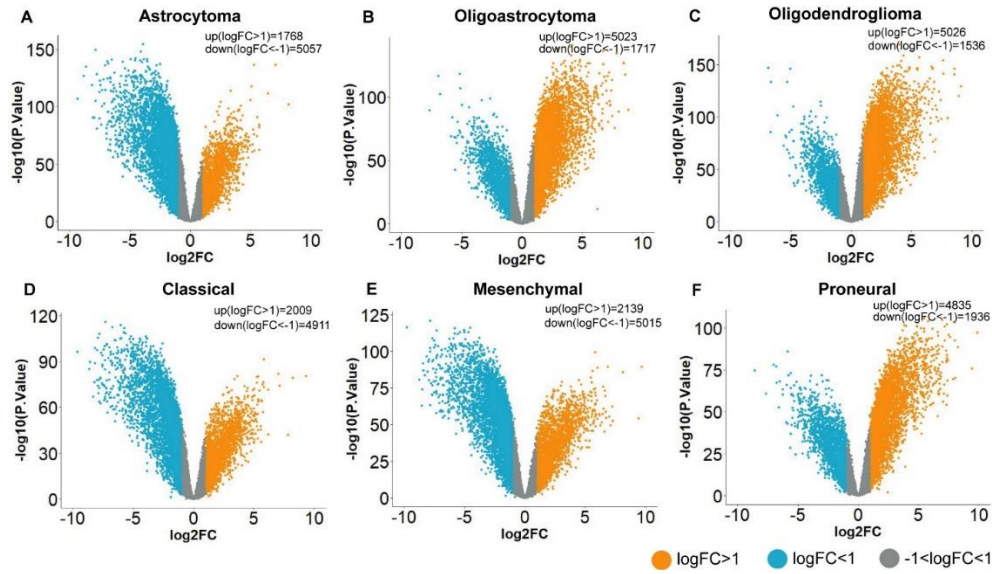 A
Astrocytoma
up(logFC>1)=1768
down(logFC<-1)=5057
150
100
50
0
-log10(P.Value)
-10 -5 0 5 10
log2FC
B
Oligoastrocytoma
up(logFC>1)=5023
down(logFC<-1)=1717
100
50
0
-log10(P.Value)
-10 -5 0 5 10
log2FC
C
Oligodendroglioma
up(logFC>1)=5026
down(logFC<-1)=1536
150
100
50
0
-log10(P.Value)
-10 -5 0 5 10
log2FC
D
Classical
up(logFC>1)=2009
down(logFC<-1)=4911
120
90
60
30
0
-log10(P.Value)
-10 -5 0 5 10
log2FC
E
Mesenchymal
up(logFC>1)=2139
down(logFC<-1)=5015
125
100
75
50
25
0
-log10(P.Value)
-10 -5 0 5 10
log2FC
F
Proneural
up(logFC>1)=4835
down(logFC<-1)=1936
100
75
50
25
0
-log10(P.Value)
-10 -5 0 5 10
log2FC
logFC>1 logFC<1 -1<logFC<1